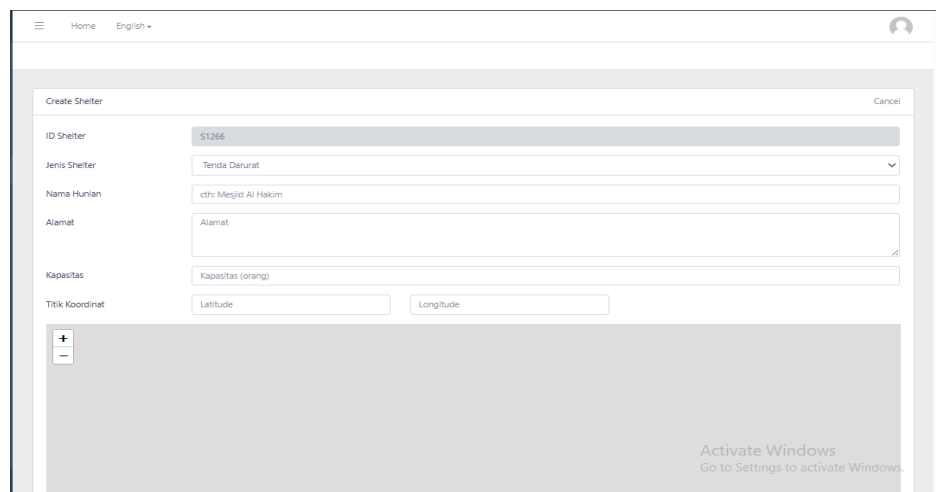 Home English
Create Shelter Cancel
ID Shelter S1266
Jenis Shelter Tenda Darurat
Nama Hunian cth: Mesjid Al Hakim
Alamat Alamat
Kapasitas Kapasitas (orang)
Titik Koordinat Latitude Longitude
+
−
Activate Windows
Go to Settings to activate Windows.